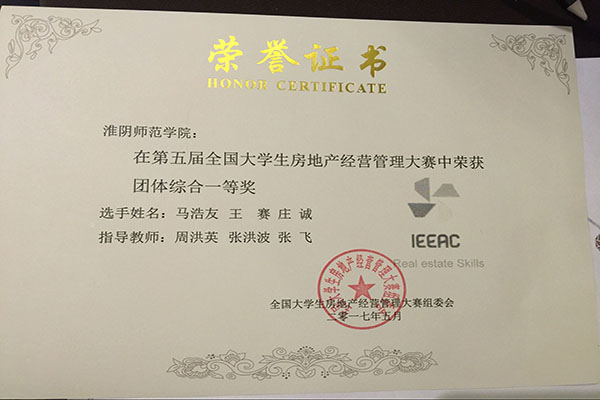 荣誉证书
HONOR CERTIFICATE
淮阴师范学院：
在第五届全国大学生房地产经营管理大赛中荣获
团体综合一等奖
选手姓名：马浩友 王 赛 庄 诚
指导教师：周洪英 张洪波 张 飞
IEEAC
Real estate Skills
全国大学生房地产经营管理大赛组委会
二零一七年五月